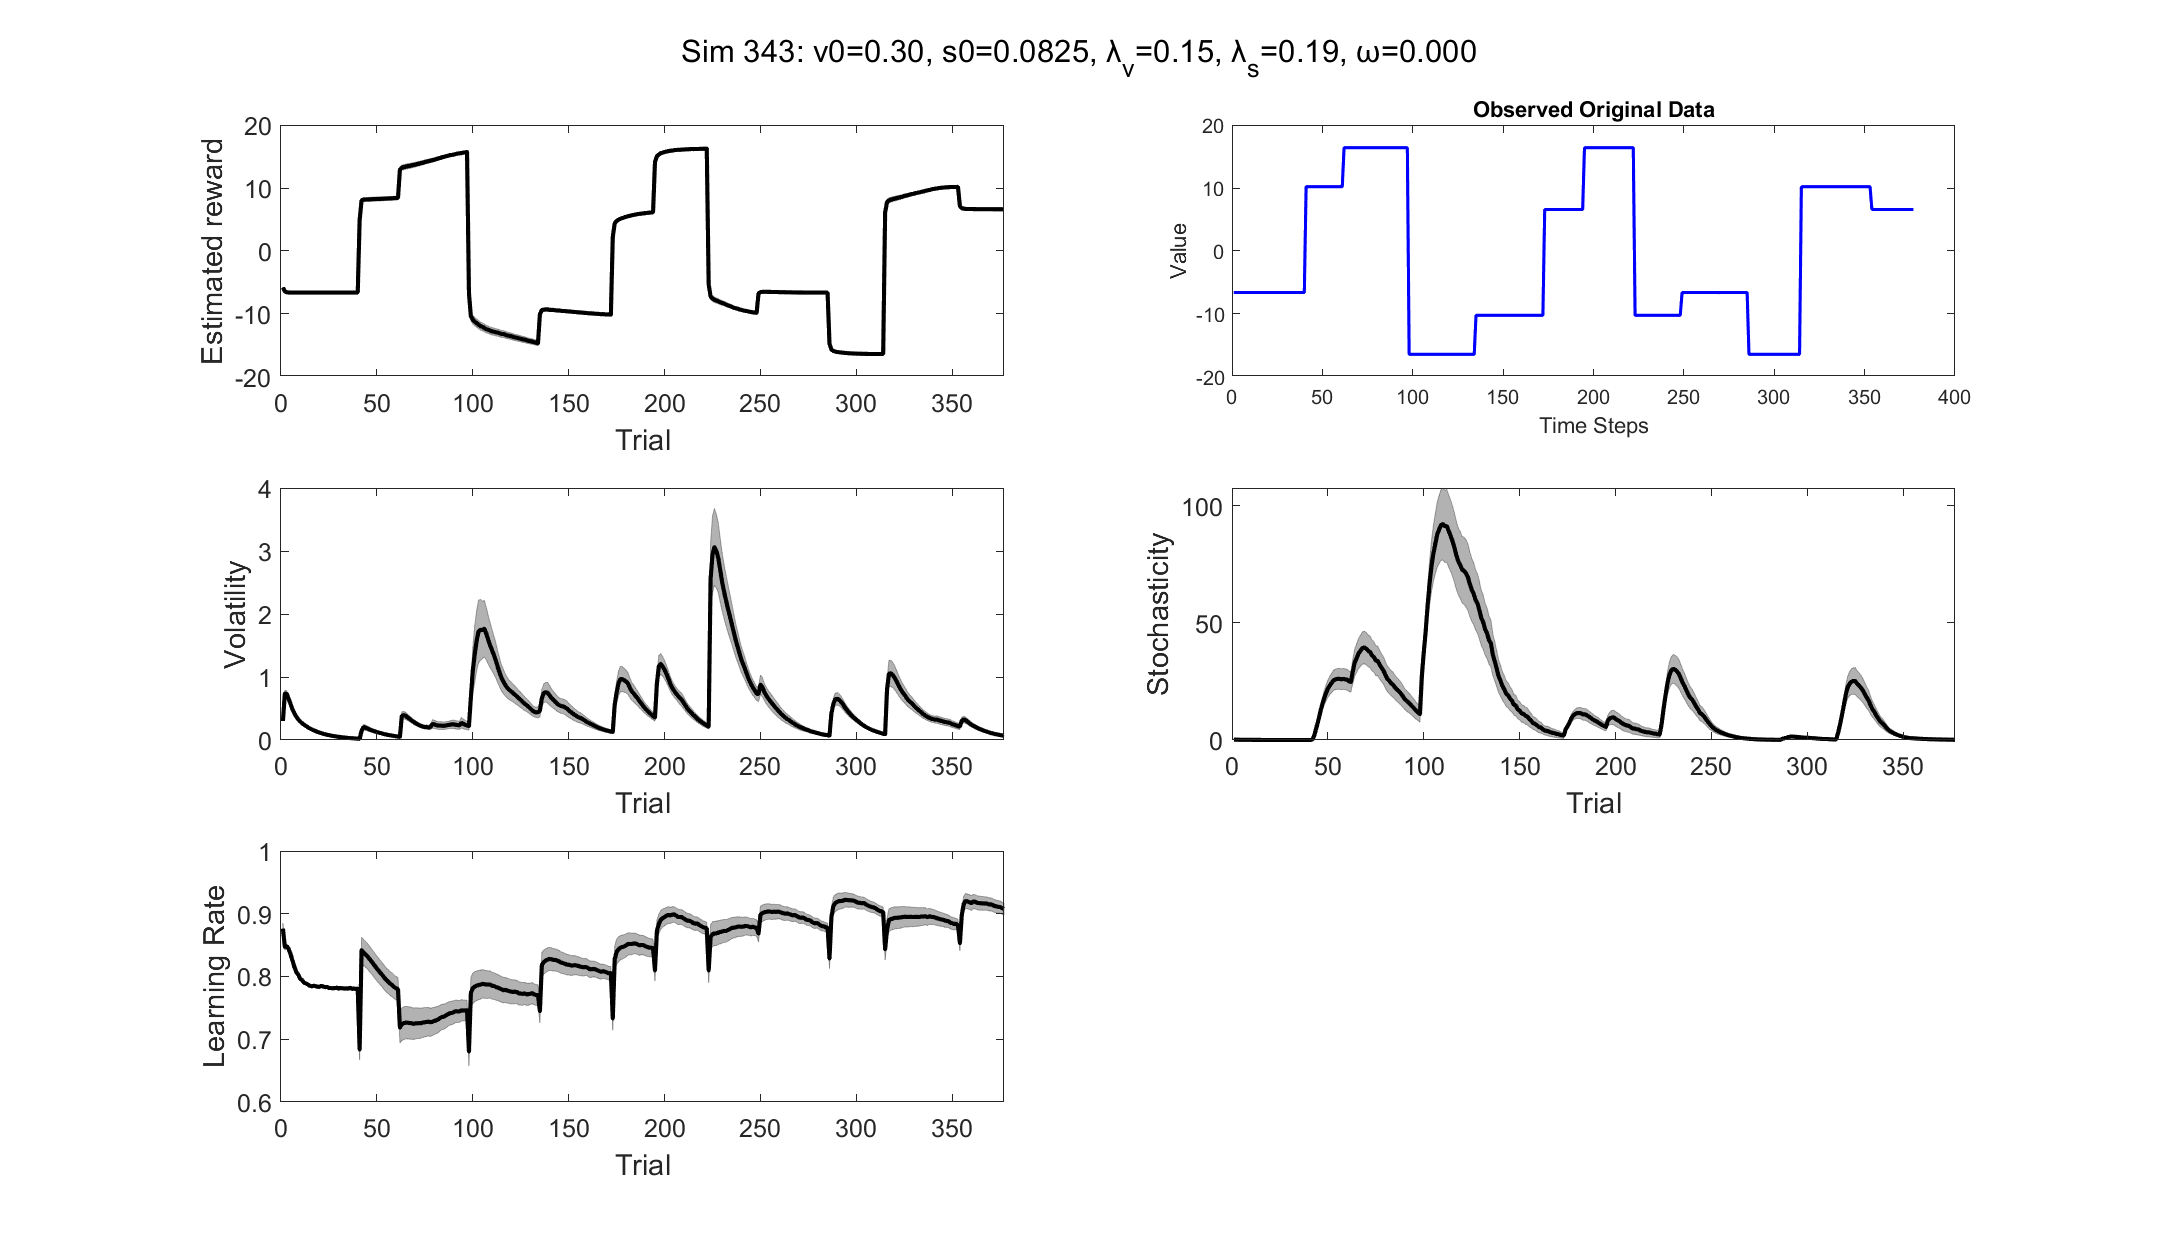 Sim 343: v0=0.30, s0=0.0825, λ_v=0.15, λ_s=0.19, ω=0.000
Estimated reward
20
10
0
-10
-20
0 50 100 150 200 250 300 350
Trial
Observed Original Data
Value
20
10
0
-10
-20
0 50 100 150 200 250 300 350 400
Time Steps
Volatility
4
3
2
1
0
0 50 100 150 200 250 300 350
Trial
Stochasticity
100
50
0
0 50 100 150 200 250 300 350
Trial
Learning Rate
1
0.9
0.8
0.7
0.6
0 50 100 150 200 250 300 350
Trial